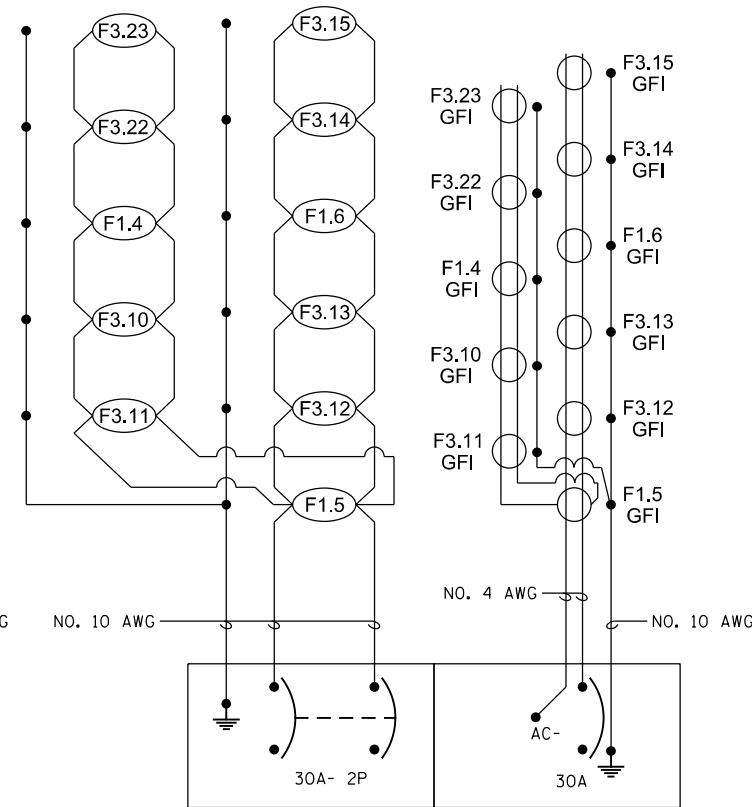 F3.23
F3.22
F1.4
F3.10
F3.11
F3.15
F3.14
F1.6
F3.13
F3.12
F1.5
F3.23
GFI
F3.22
GFI
F1.4
GFI
F3.10
GFI
F3.11
GFI
F3.15
GFI
F3.14
GFI
F1.6
GFI
F3.13
GFI
F3.12
GFI
F1.5
GFI
G
NO. 10 AWG
NO. 4 AWG
NO. 10 AWG
30A- 2P
AC-
30A